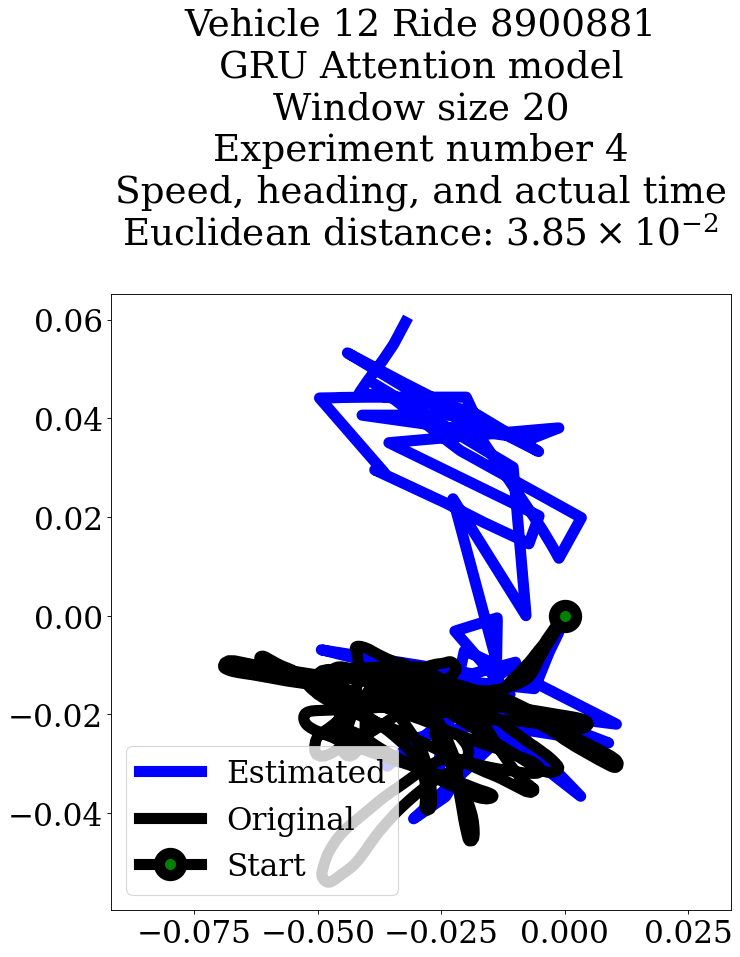 Vehicle 12 Ride 8900881
GRU Attention model
Window size 20
Experiment number 4
Speed, heading, and actual time
Euclidean distance: 3.85 × 10⁻²
0.06
0.04
0.02
0.00
−0.02
−0.04
Estimated
Original
Start
−0.075 −0.050 −0.025 0.000 0.025